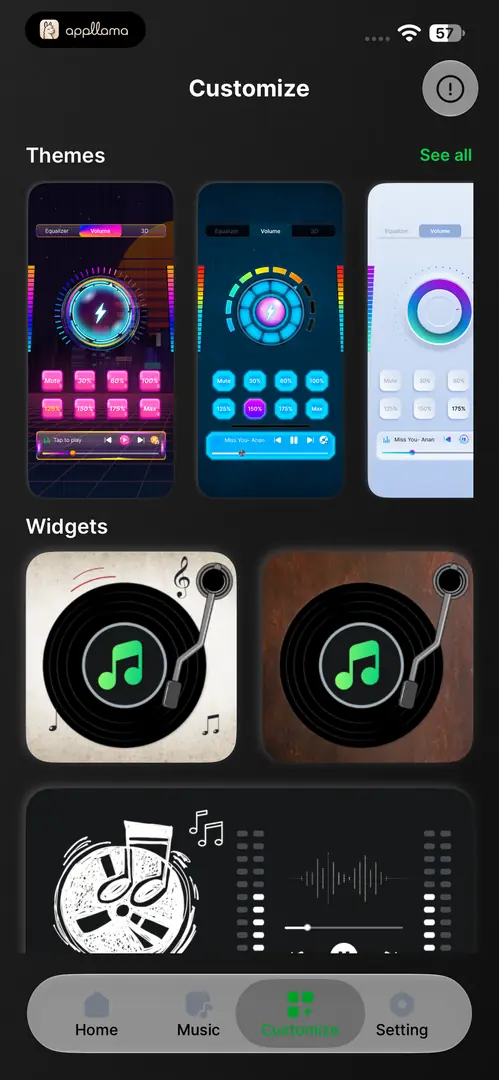 appllama
57
Customize
Themes
See all
Equalizer Volume 3D
Mute 30% 60% 100%
125% 150% 175% Max
Tap to play
Equalizer Volume 3D
Mute 30% 60% 100%
125% 150% 175% Max
Miss You- Anan
Equalizer Volume
Mute 30% 60%
125% 150% 175%
Miss You- Anan
Widgets
Home Music Customize Setting